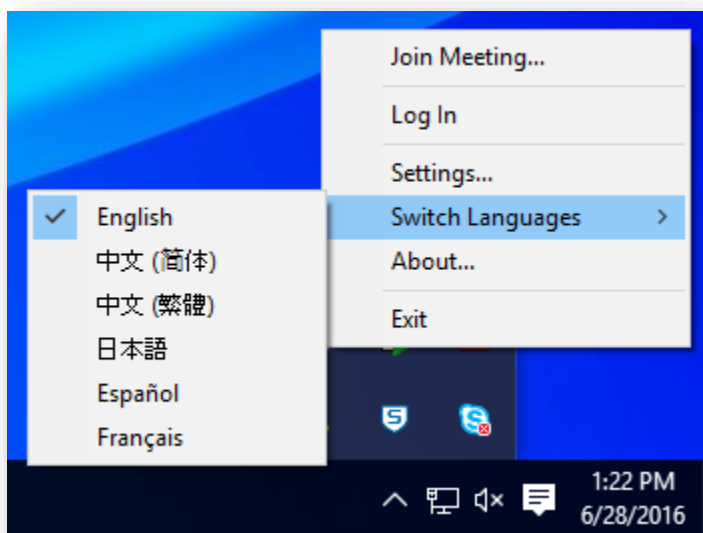 Join Meeting...
Log In
Settings...
Switch Languages
About...
Exit
English
中文 (简体)
中文 (繁體)
日本語
Español
Français
1:22 PM
6/28/2016